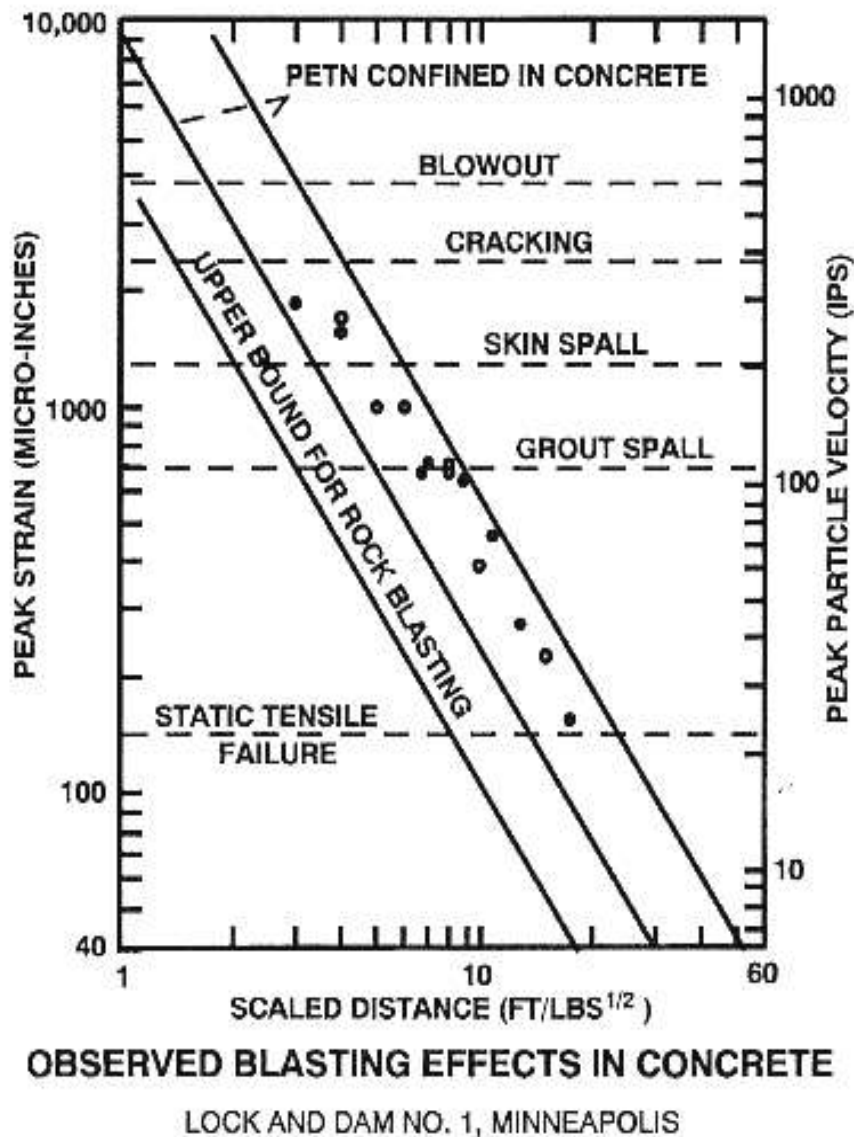 10,000
PETN CONFINED IN CONCRETE
1000
BLOWOUT
CRACKING
UPPER BOUND FOR ROCK BLASTING
SKIN SPALL
1000
GROUT SPALL
100
PEAK STRAIN (MICRO-INCHES)
PEAK PARTICLE VELOCITY (IPS)
STATIC TENSILE
FAILURE
100
10
40
1
10
60
SCALED DISTANCE (FT/LBS1/2)
OBSERVED BLASTING EFFECTS IN CONCRETE
LOCK AND DAM NO. 1, MINNEAPOLIS